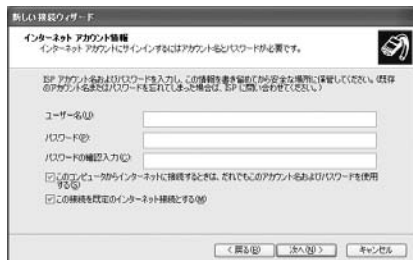 新しい接続ウィザード
インターネット アカウント情報
インターネット アカウントにサインインするにはアカウント名とパスワードが必要です。
ISP アカウント名およびパスワードを入力し、この情報を書き留めてから安全な場所に保管してください。(既存
のアカウント名またはパスワードを忘れてしまった場合は、ISP に問い合わせてください。)
ユーザー名(U):
パスワード(P):
パスワードの確認入力(C):
このコンピュータからインターネットに接続するときは、だれでもこのアカウント名およびパスワードを使用
する(S)
この接続を既定のインターネット接続とする(M)
< 戻る(B)
次へ(N) >
キャンセル